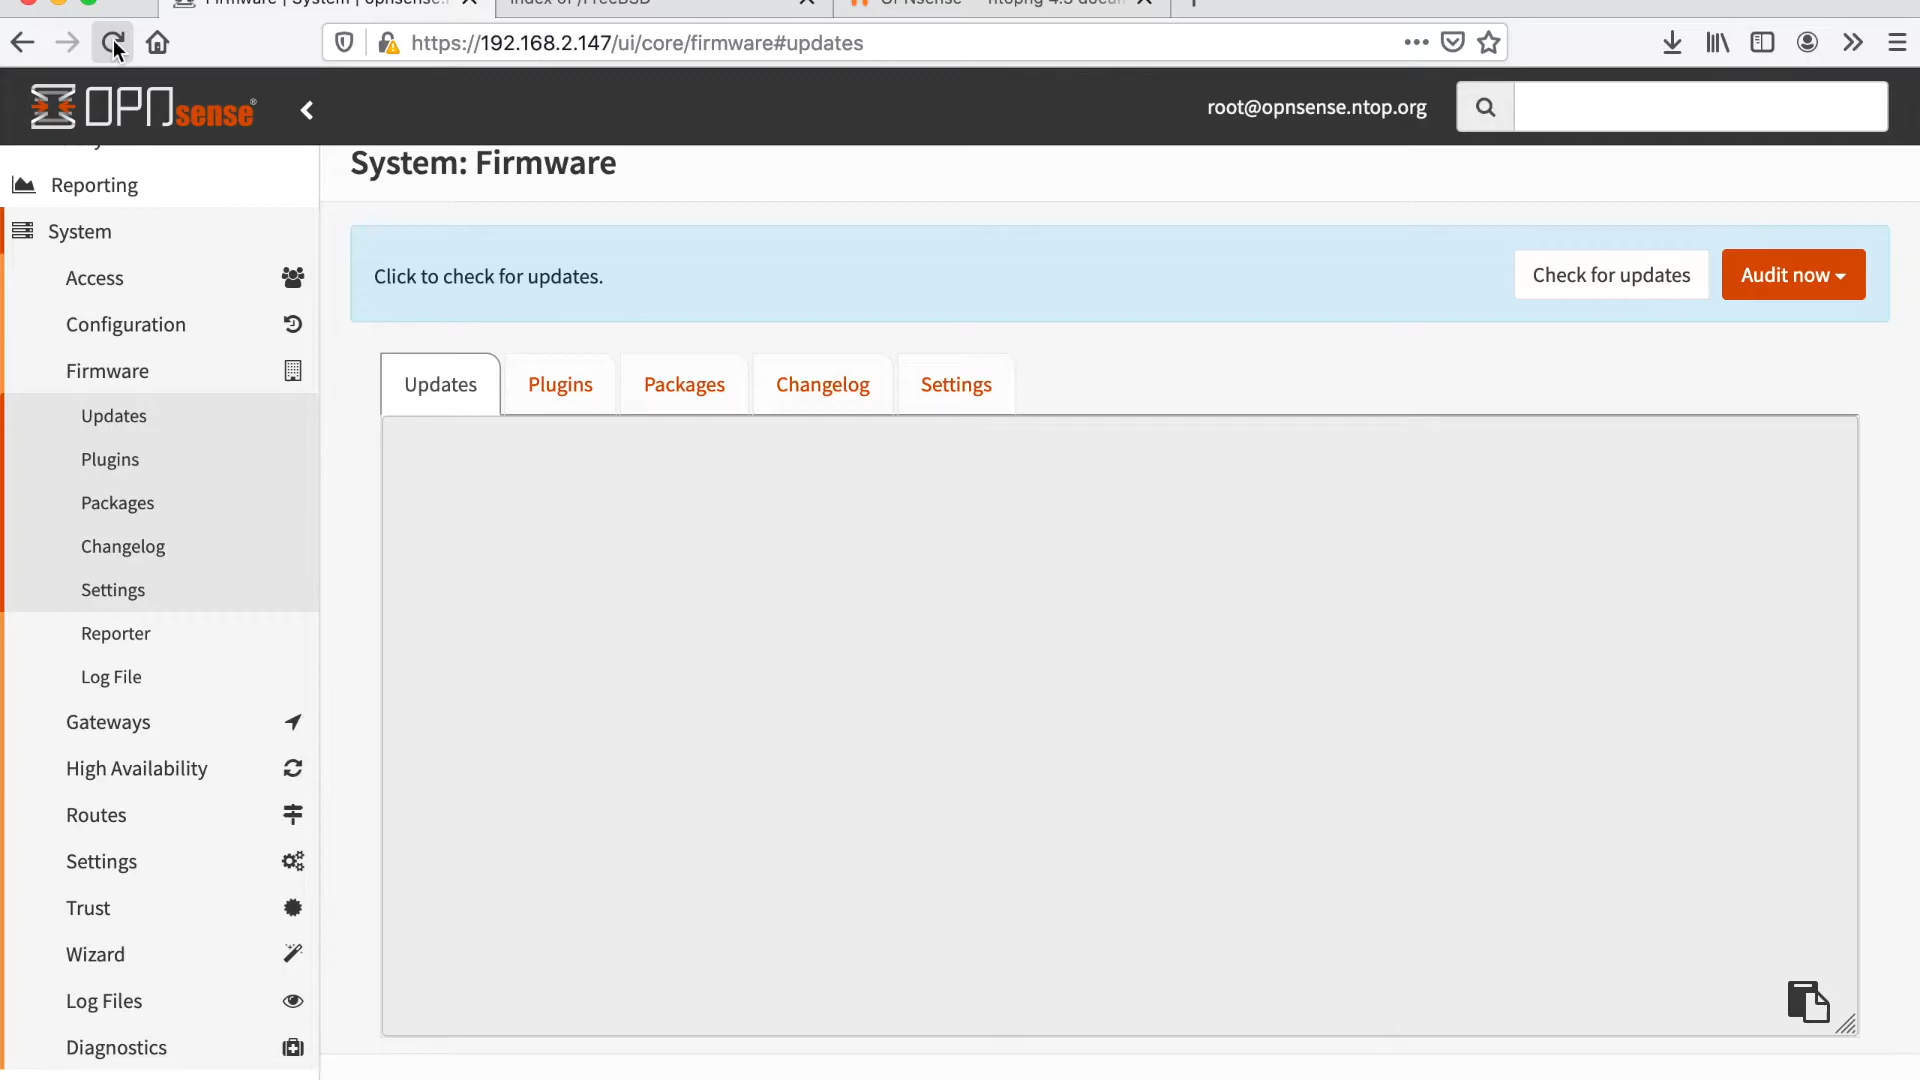 https://192.168.2.147/ui/core/firmware#updates
OPNsense®
root@opnsense.ntop.org
System: Firmware
Reporting
System
Access
Configuration
Firmware
Updates
Plugins
Packages
Changelog
Settings
Reporter
Log File
Gateways
High Availability
Routes
Settings
Trust
Wizard
Log Files
Diagnostics
Click to check for updates.
Check for updates
Audit now
Updates
Plugins
Packages
Changelog
Settings